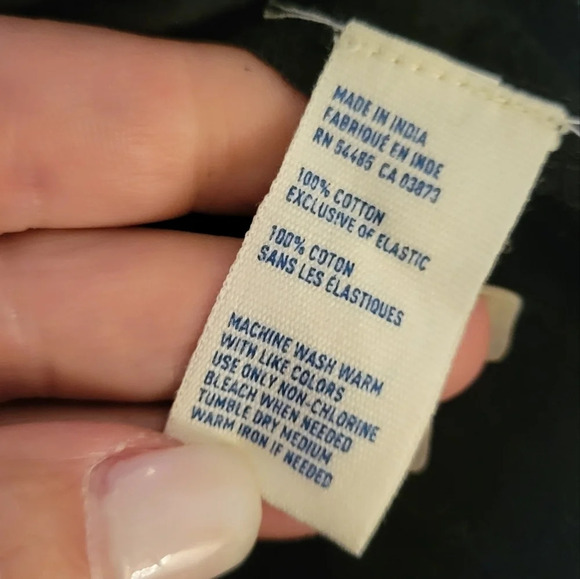 MADE IN INDIA
FABRIQUÉ EN INDE
RN 54485 CA 03873
100% COTTON
EXCLUSIVE OF ELASTIC
100% COTON
SANS LES ÉLASTIQUES
MACHINE WASH WARM
WITH LIKE COLORS
USE ONLY NON-CHLORINE
BLEACH WHEN NEEDED
TUMBLE DRY MEDIUM
WARM IRON IF NEEDED